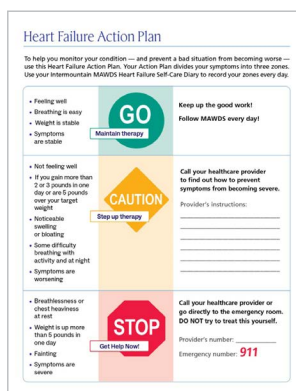 Heart Failure Action Plan
To help you monitor your condition — and prevent a bad situation from becoming worse —
use this Heart Failure Action Plan. Your Action Plan divides your symptoms into three zones.
Use your Intermountain MAWDS Heart Failure Self-Care Diary to record your zones every day.
• Feeling well
• Breathing is easy
• Weight is stable
• Symptoms
are stable
GO
Maintain therapy
Keep up the good work!
Follow MAWDS every day!
• Not feeling well
• If you gain more than
2 or 3 pounds in one
day or are 5 pounds
over your target
weight
• Noticeable
swelling
or bloating
• Some difficulty
breathing with
activity and at night
• Symptoms are
worsening
CAUTION
Step up therapy
Call your healthcare provider
to find out how to prevent
symptoms from becoming severe.
Provider's instructions:
• Breathlessness or
chest heaviness
at rest
• Weight is up more
than 5 pounds in
one day
• Fainting
• Symptoms are
severe
STOP
Get Help Now!
Call your healthcare provider or
go directly to the emergency room.
DO NOT try to treat this yourself.
Provider's number:
Emergency number: 911